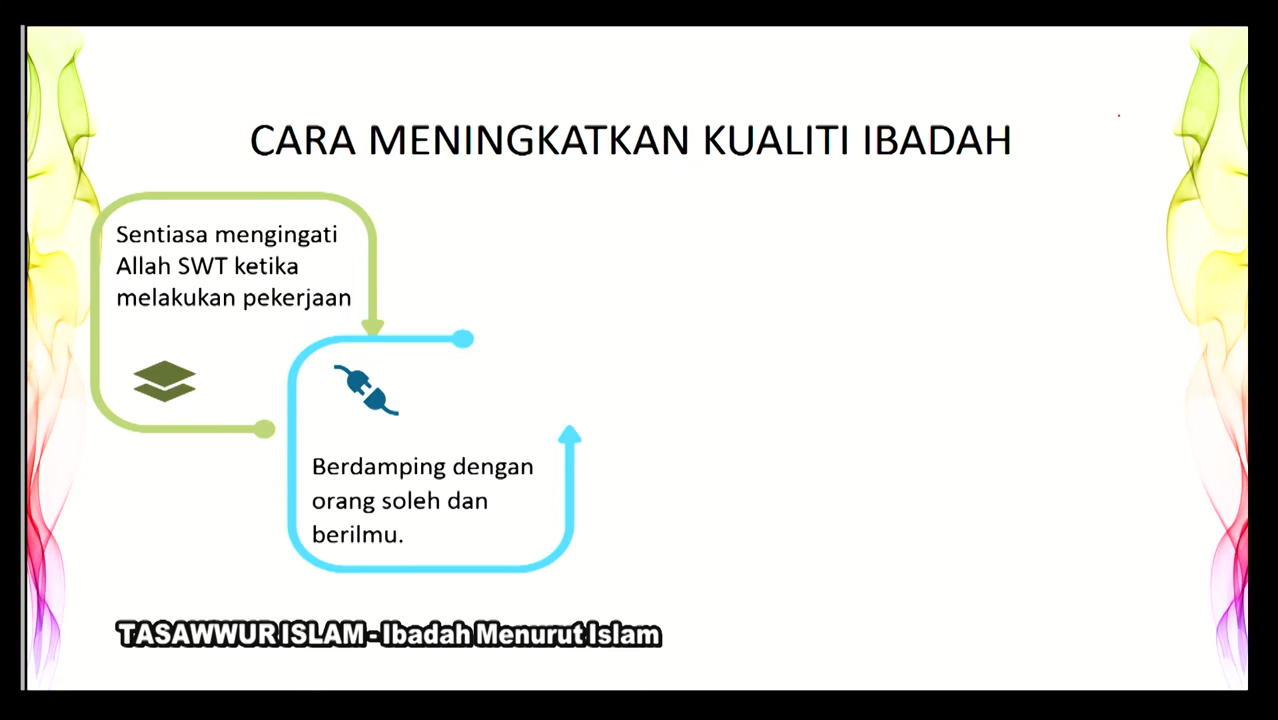 CARA MENINGKATKAN KUALITI IBADAH
Sentiasa mengingati
Allah SWT ketika
melakukan pekerjaan
Berdamping dengan
orang soleh dan
berilmu.
TASAWWUR ISLAM - Ibadah Menurut Islam